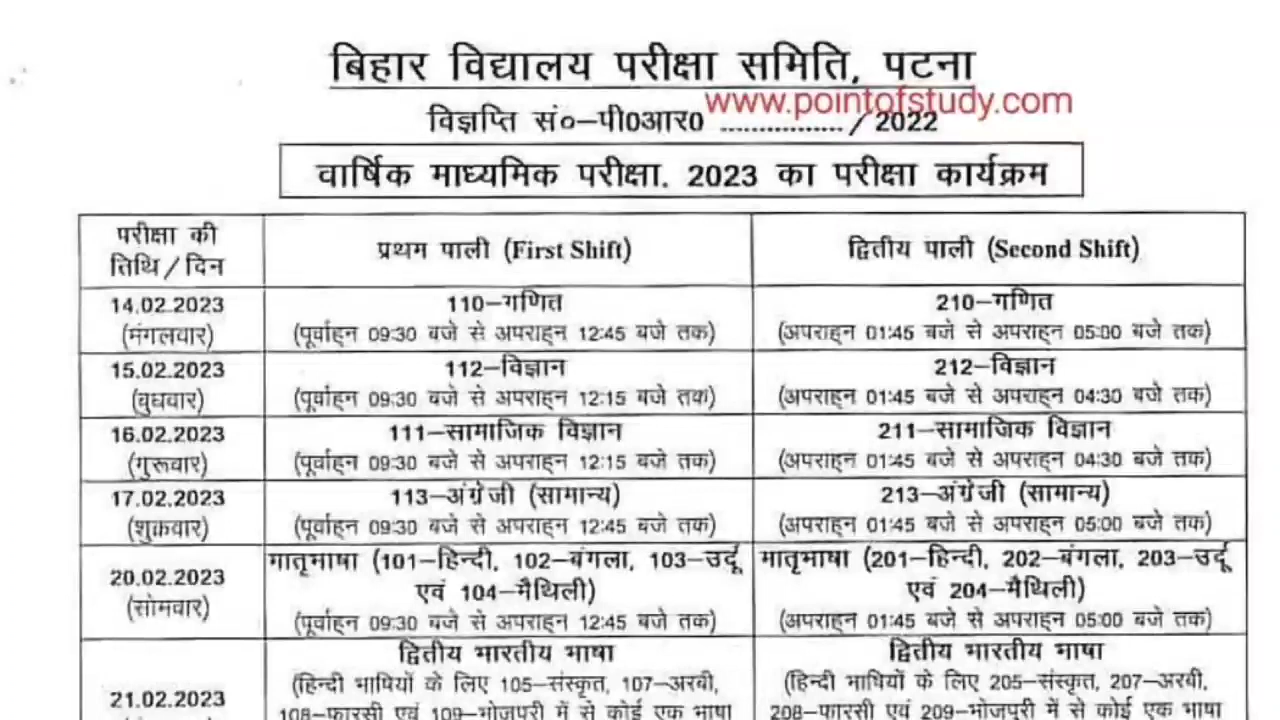 बिहार विद्यालय परीक्षा समिति, पटना
www.pointofstudy.com
विज्ञप्ति सं०–पी0आर0 ................. / 2022
वार्षिक माध्यमिक परीक्षा. 2023 का परीक्षा कार्यक्रम
परीक्षा की तिथि / दिन
प्रथम पाली (First Shift)
द्वितीय पाली (Second Shift)
14.02.2023
(मंगलवार)
110–गणित
(पूर्वाह्न 09:30 बजे से अपराह्न 12:45 बजे तक)
210–गणित
(अपराह्न 01:45 बजे से अपराह्न 05:00 बजे तक)
15.02.2023
(बुधवार)
112–विज्ञान
(पूर्वाह्न 09:30 बजे से अपराह्न 12:15 बजे तक)
212–विज्ञान
(अपराह्न 01:45 बजे से अपराह्न 04:30 बजे तक)
16.02.2023
(गुरूवार)
111–सामाजिक विज्ञान
(पूर्वाह्न 09:30 बजे से अपराह्न 12:15 बजे तक)
211–सामाजिक विज्ञान
(अपराह्न 01:45 बजे से अपराह्न 04:30 बजे तक)
17.02.2023
(शुक्रवार)
113–अंग्रेजी (सामान्य)
(पूर्वाह्न 09:30 बजे से अपराह्न 12:45 बजे तक)
213–अंग्रेजी (सामान्य)
(अपराह्न 01:45 बजे से अपराह्न 05:00 बजे तक)
20.02.2023
(सोमवार)
मातृभाषा (101–हिन्दी, 102–बंगला, 103–उर्दू
एवं 104–मैथिली)
(पूर्वाह्न 09:30 बजे से अपराह्न 12:45 बजे तक)
मातृभाषा (201–हिन्दी, 202–बंगला, 203–उर्दू
एवं 204–मैथिली)
(अपराह्न 01:45 बजे से अपराह्न 05:00 बजे तक)
21.02.2023
द्वितीय भारतीय भाषा
(हिन्दी भाषियों के लिए 105–संस्कृत, 107–अरबी,
108–फारसी एवं 109–भोजपुरी में से कोई एक भाषा
द्वितीय भारतीय भाषा
(हिन्दी भाषियों के लिए 205–संस्कृत, 207–अरबी,
208–फारसी एवं 209–भोजपुरी में से कोई एक भाषा